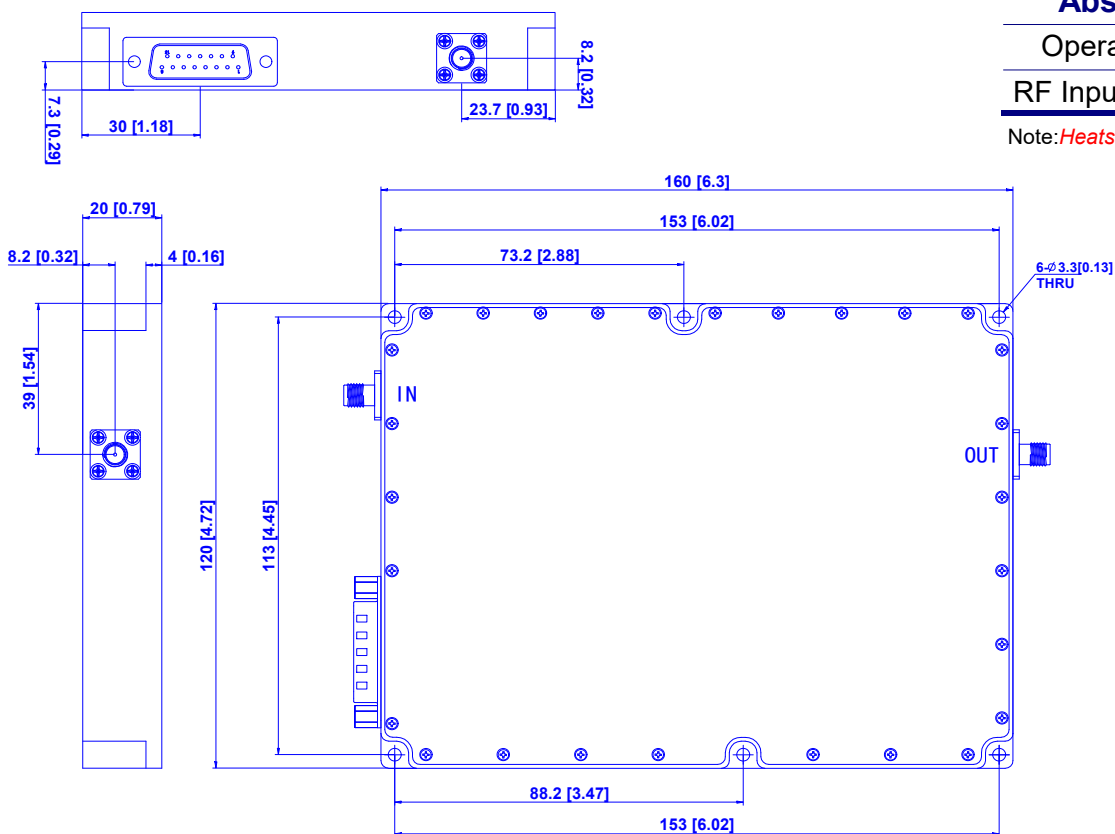 Abs
Opera
RF Inpu
Note:Heats
8.2 [0.32]
7.3 [0.29]
30 [1.18]
23.7 [0.93]
160 [6.3]
20 [0.79]
153 [6.02]
8.2 [0.32]
4 [0.16]
73.2 [2.88]
6-Ø3.3[0.13]
THRU
39 [1.54]
IN
OUT
120 [4.72]
113 [4.45]
88.2 [3.47]
153 [6.02]